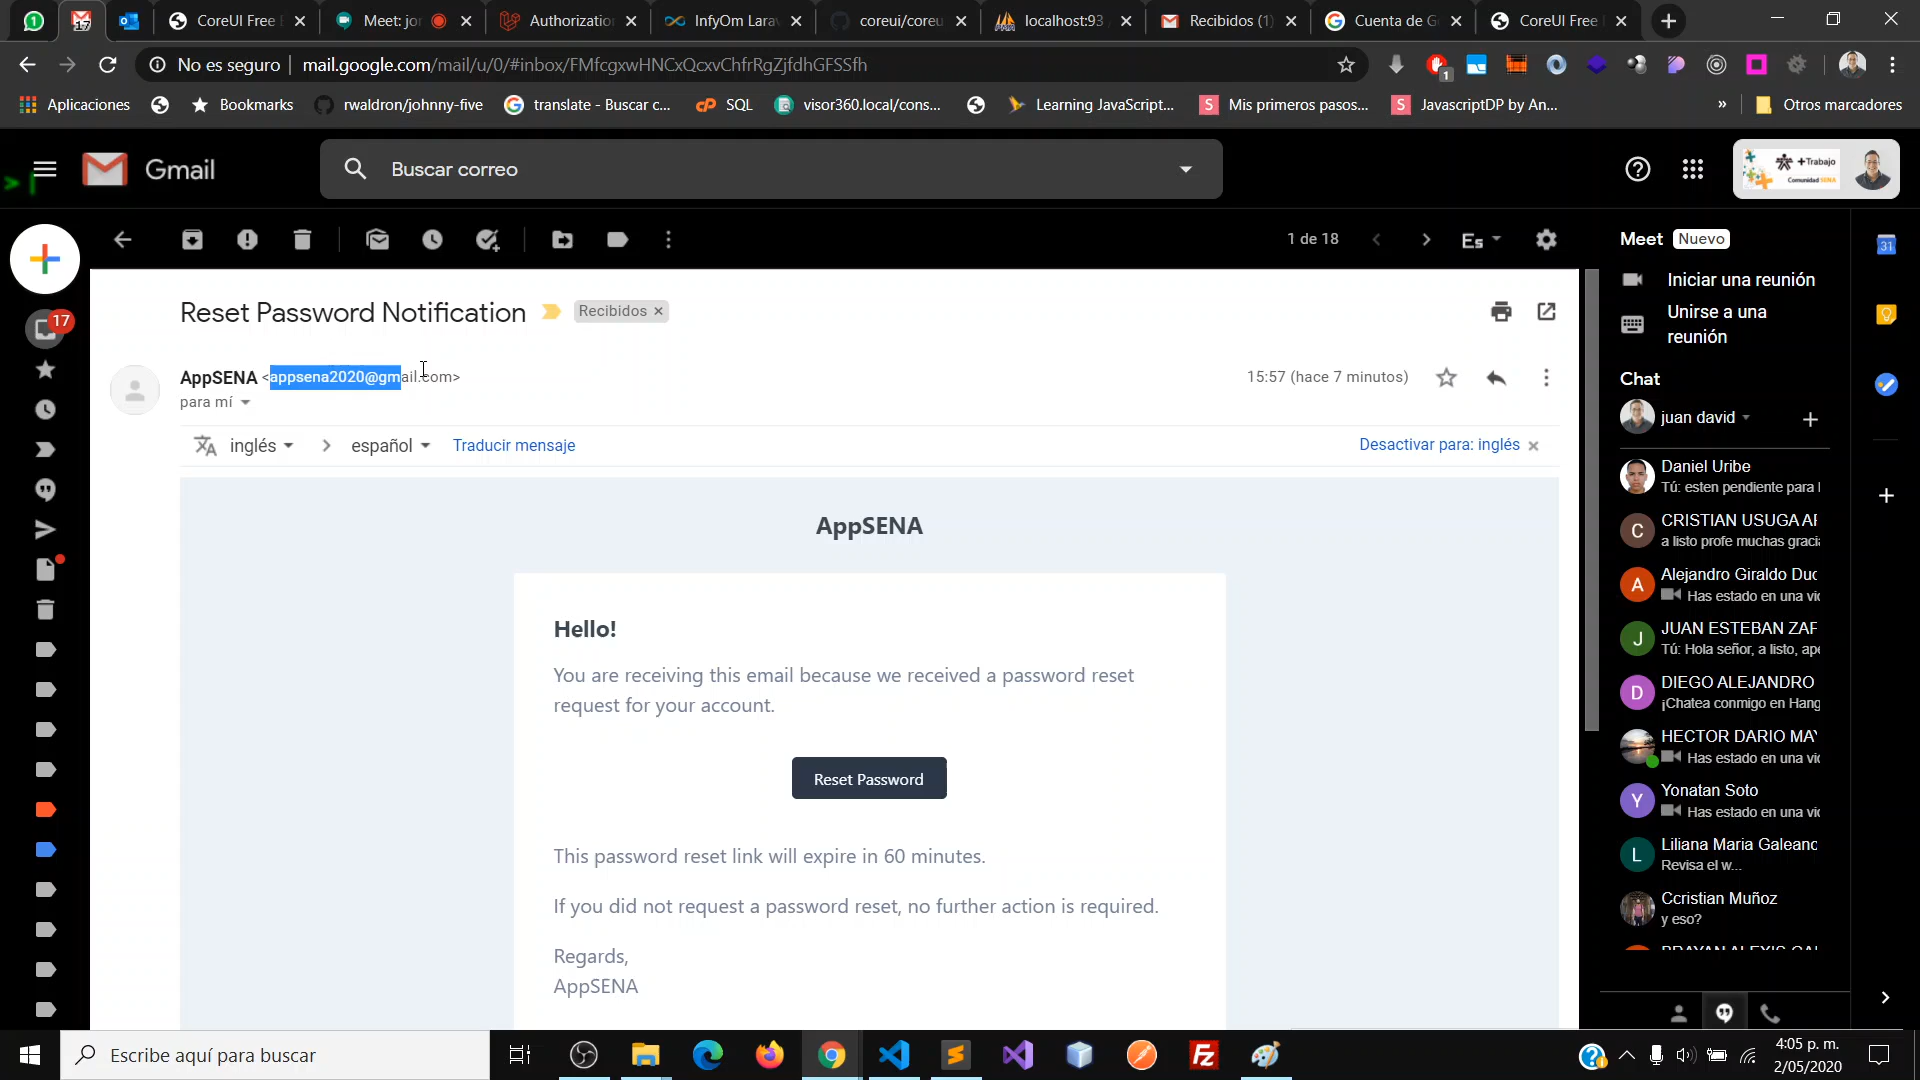 CoreUI Free
Meet: jo
Authorizatio
InfyOm Lara
coreui/coreu
localhost:93
Recibidos (1)
Cuenta de G
CoreUI Free
No es seguro
mail.google.com/mail/u/0/#inbox/FMfcgxwHNCxQcxvChfrRgZjfdhGFSSfh
1
Aplicaciones
Bookmarks
rwaldron/johnny-five
translate - Buscar c...
SQL
visor360.local/cons...
Learning JavaScript...
Mis primeros pasos...
JavascriptDP by An...
»
Otros marcadores
Gmail
Buscar correo
+Trabajo
Comunidad SENA
1 de 18
Es
17
Reset Password Notification
Recibidos ×
AppSENA <appsena2020@gmail.com>
15:57 (hace 7 minutos)
para mí
inglés
español
Traducir mensaje
Desactivar para: inglés ×
AppSENA
Hello!
You are receiving this email because we received a password reset
request for your account.
Reset Password
This password reset link will expire in 60 minutes.
If you did not request a password reset, no further action is required.
Regards,
AppSENA
Meet
Nuevo
Iniciar una reunión
Unirse a una
reunión
Chat
juan david
Daniel Uribe
Tú: esten pendiente para
C
CRISTIAN USUGA
a listo profe muchas graci
A
Alejandro Giraldo Duc
Has estado en una vi
J
JUAN ESTEBAN ZAF
Tú: Hola señor, a listo, ape
D
DIEGO ALEJANDRO
¡Chatea conmigo en Hang
HECTOR DARIO
Has estado en una vi
Y
Yonatan Soto
Has estado en una vi
L
Liliana Maria Galeanc
Revisa el w...
Ccristian Muñoz
y eso?
31
Escribe aquí para buscar
4:05 p. m.
2/05/2020